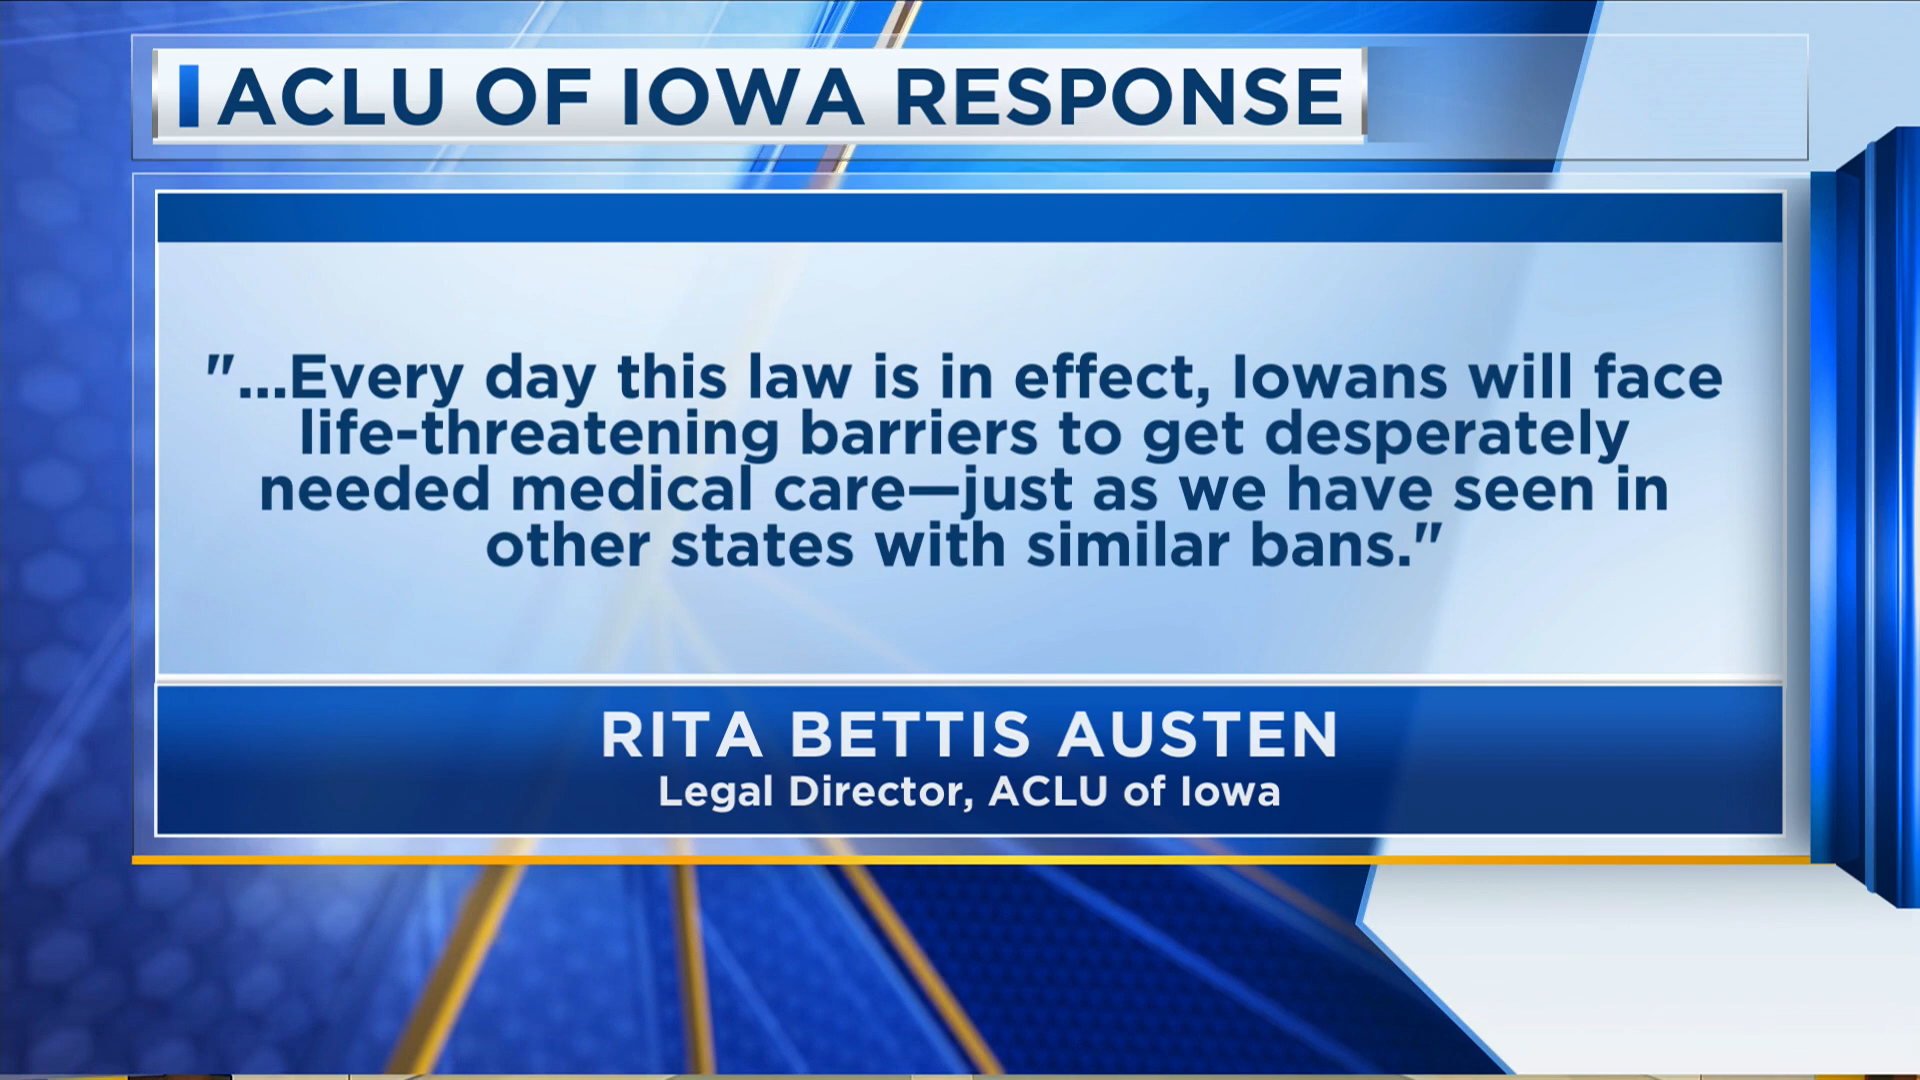 ACLU OF IOWA RESPONSE
"...Every day this law is in effect, Iowans will face
life-threatening barriers to get desperately
needed medical care—just as we have seen in
other states with similar bans."
RITA BETTIS AUSTEN
Legal Director, ACLU of Iowa